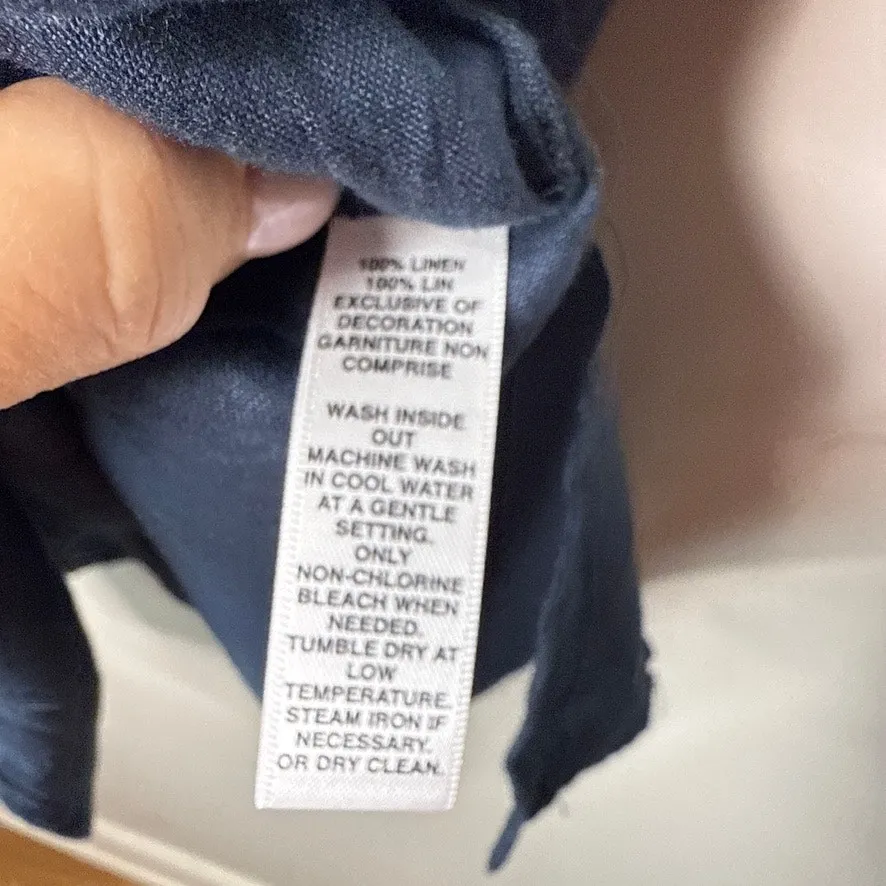 100% LINEN
100% LIN
EXCLUSIVE OF
DECORATION
GARNITURE NON
COMPRISE
WASH INSIDE
OUT
MACHINE WASH
IN COOL WATER
AT A GENTLE
SETTING.
ONLY
NON-CHLORINE
BLEACH WHEN
NEEDED.
TUMBLE DRY AT
LOW
TEMPERATURE.
STEAM IRON IF
NECESSARY.
OR DRY CLEAN.